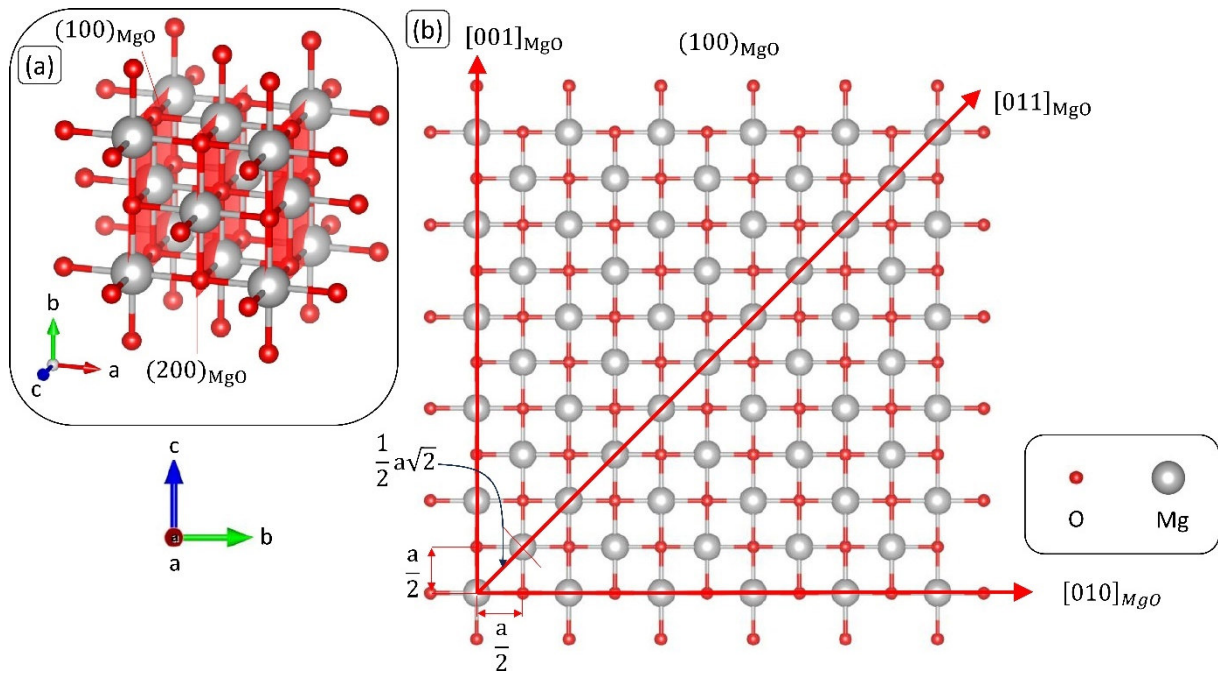 (100)MgO
(a)
b
a
c
(200)MgO
c
a
b
a
(b)
[001]MgO
(100)MgO
[011]MgO
1/2 a√2
a/2
a/2
[010]MgO
O
Mg